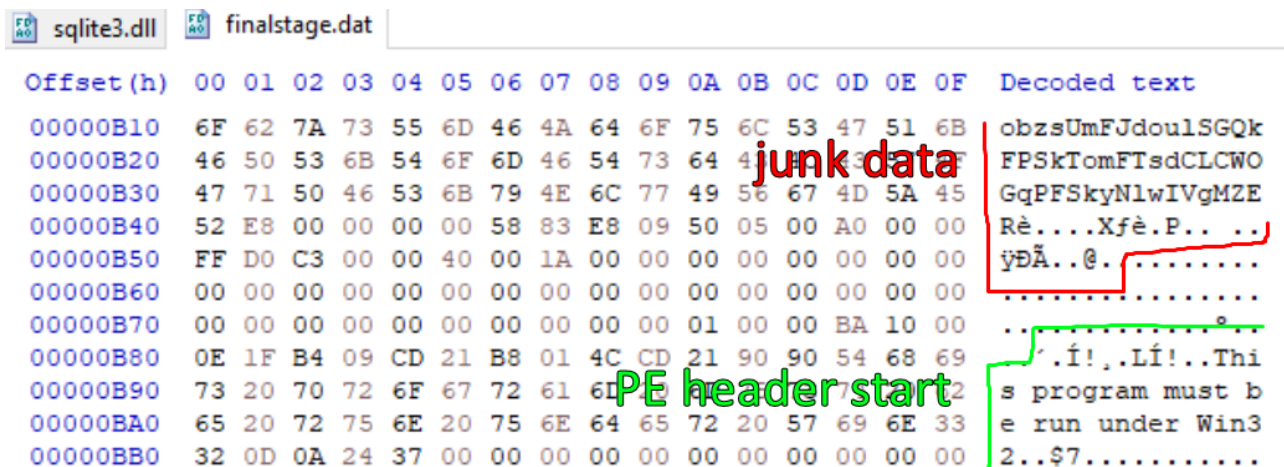 sqlite3.dll finalstage.dat
Offset(h) 00 01 02 03 04 05 06 07 08 09 0A 0B 0C 0D 0E 0F Decoded text
00000B10 6F 62 7A 73 55 6D 46 4A 64 6F 75 6C 53 47 51 6B obzsUmFJdoulSGQk
00000B20 46 50 53 6B 54 6F 6D 46 54 73 64 43 FPSkTomFTsdCLCWO
junk data
00000B30 47 71 50 46 53 6B 79 4E 6C 77 49 56 67 4D 5A 45 GqPFSkyNlwIVgMZE
00000B40 52 E8 00 00 00 00 58 83 E8 09 50 05 00 A0 00 00 Rè....Xƒè.P.. ..
00000B50 FF D0 C3 00 00 40 00 1A 00 00 00 00 00 00 00 00 ÿÐÃ..@..........
00000B60 00 00 00 00 00 00 00 00 00 00 00 00 00 00 00 00 ................
00000B70 00 00 00 00 00 00 00 00 00 00 01 00 00 BA 10 00 .............º..
00000B80 0E 1F B4 09 CD 21 B8 01 4C CD 21 90 90 54 68 69 ..´.Í!¸.LÍ!..Thi
00000B90 73 20 70 72 6F 67 72 61 6D 62 s program must b
PE header start
00000BA0 65 20 72 75 6E 20 75 6E 64 65 72 20 57 69 6E 33 e run under Win3
00000BB0 32 0D 0A 24 37 00 00 00 00 00 00 00 00 00 00 00 2..$7...........